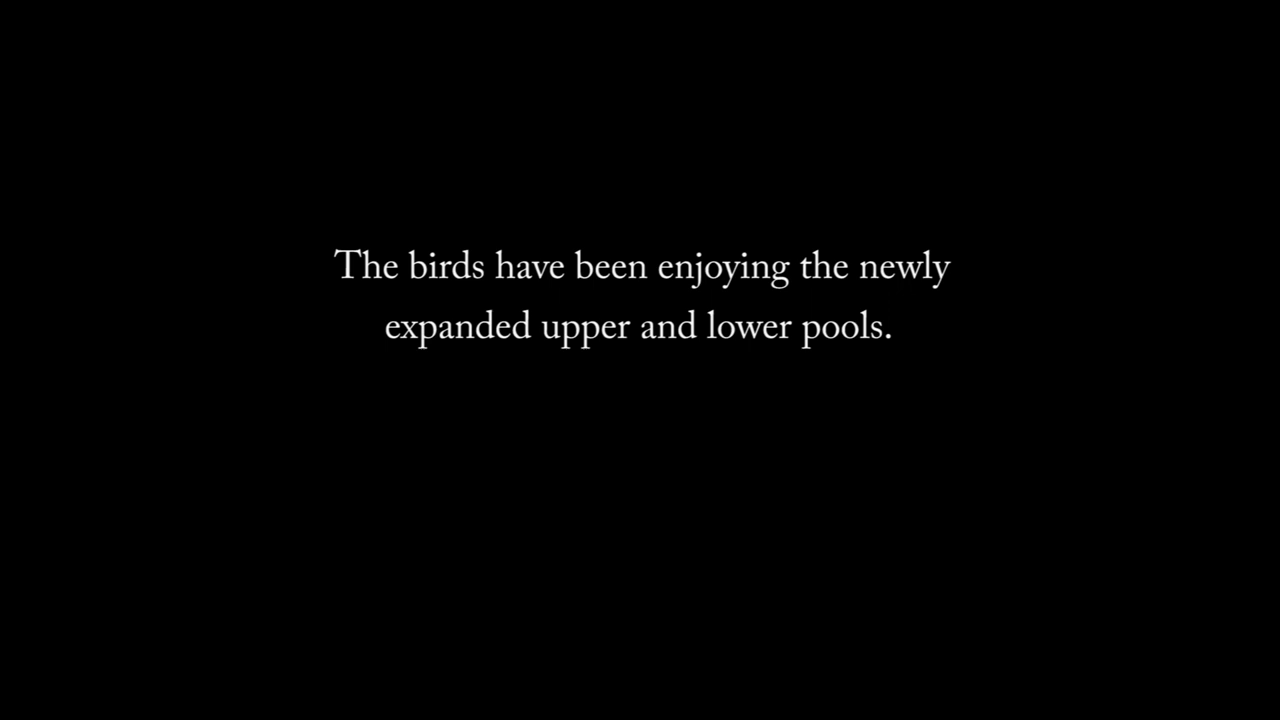 The birds have been enjoying the newly
expanded upper and lower pools.